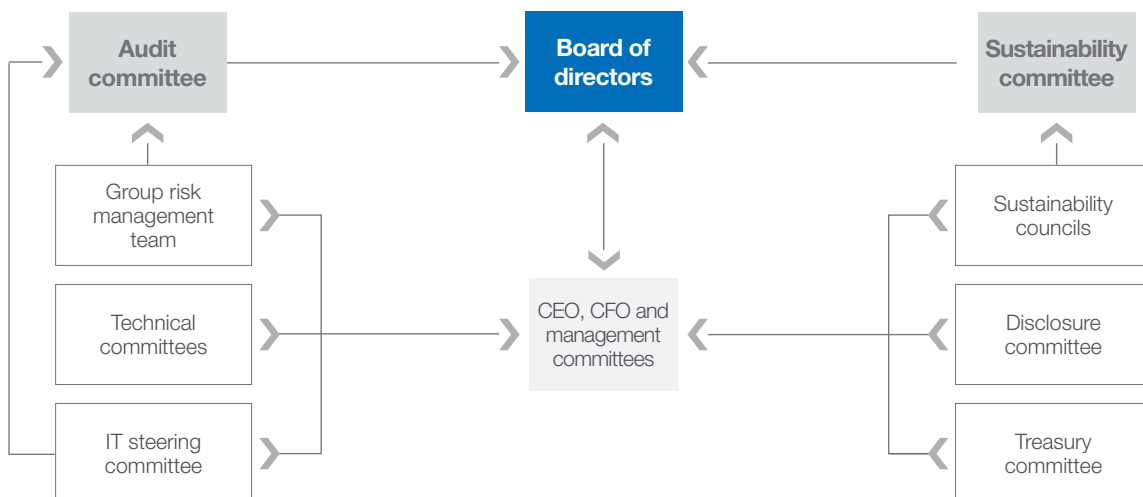 Audit
committee
Board of
directors
Sustainability
committee
Group risk
management
team
Sustainability
councils
Technical
committees
CEO, CFO and
management
committees
Disclosure
committee
IT steering
committee
Treasury
committee